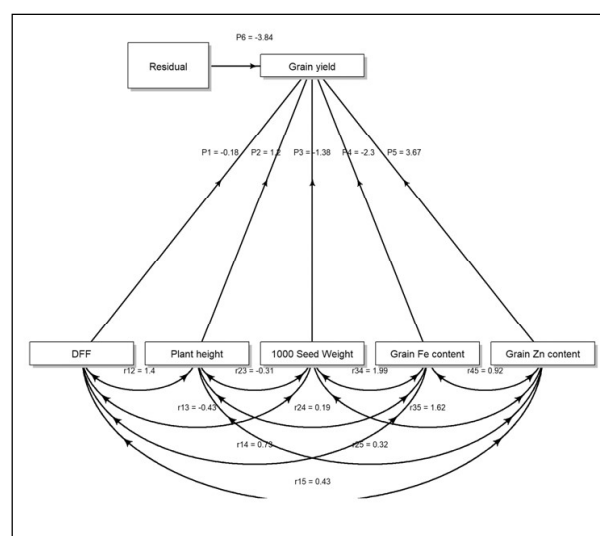 P6 = -3.84
Residual
Grain yield
P1 = -0.18
P2 = 1.2
P3 = -1.38
P4 = -2.3
P5 = 3.67
DFF
Plant height
1000 Seed Weight
Grain Fe content
Grain Zn content
r12 = 1.4
r23 = -0.31
r34 = 1.99
r45 = 0.92
r13 = -0.43
r24 = 0.19
r35 = 1.62
r14 = 0.73
r25 = 0.32
r15 = 0.43